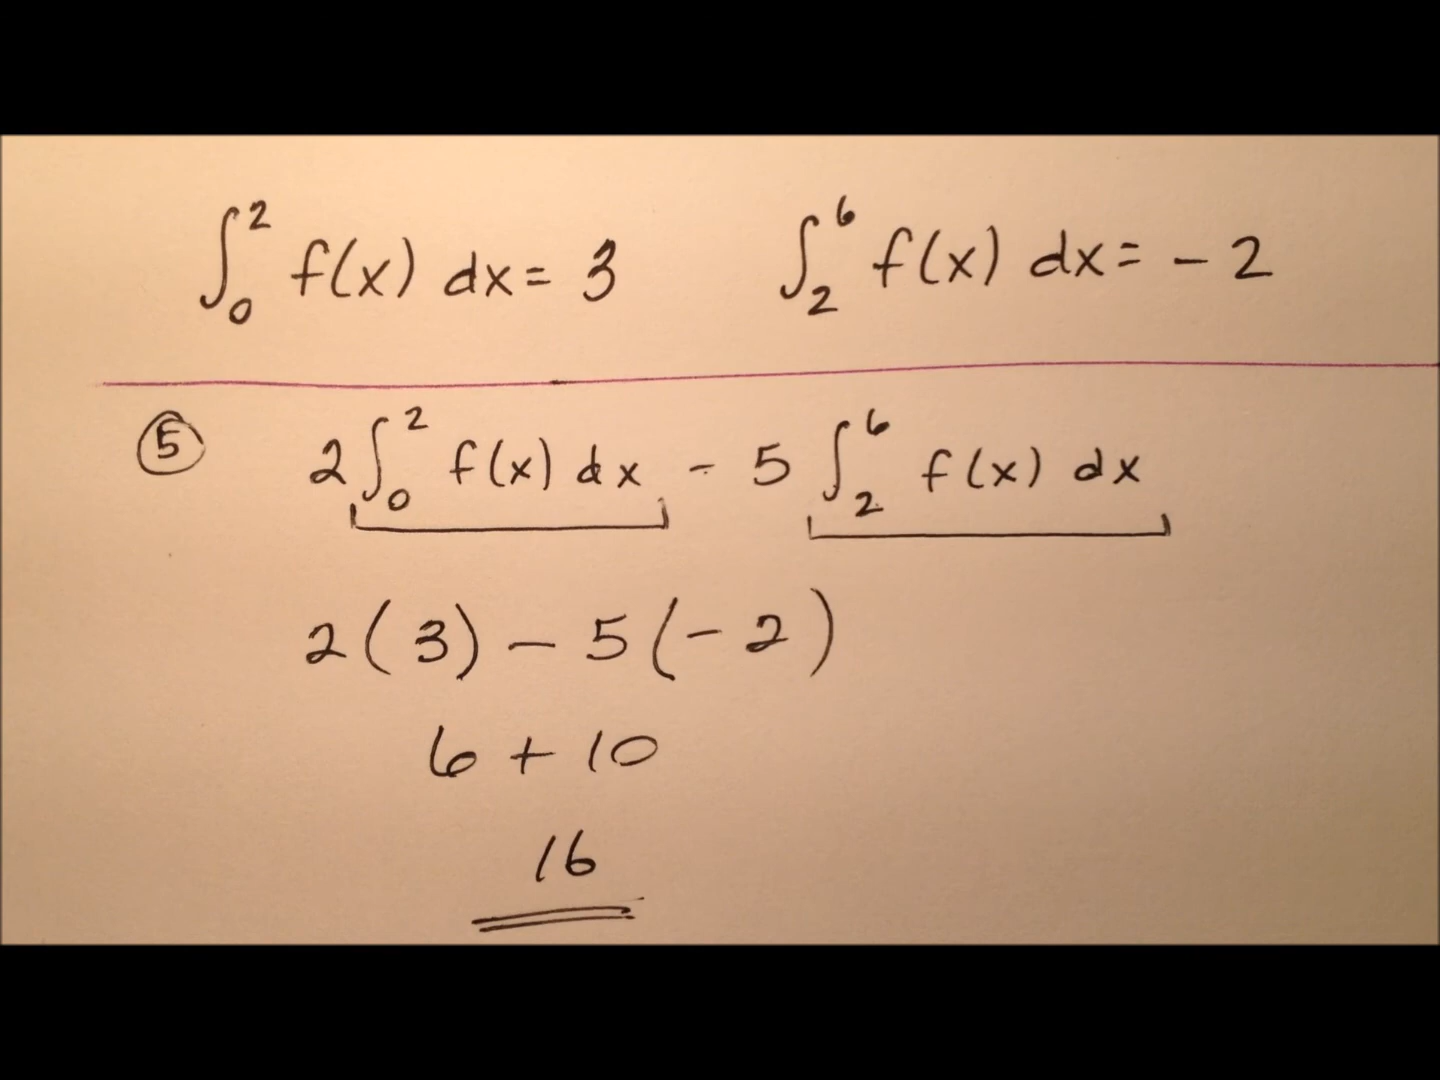 ∫₀² f(x) dx = 3 ∫₂⁶ f(x) dx = - 2
⑤ 2∫₀² f(x) dx - 5 ∫₂⁶ f(x) dx
2(3) - 5(-2)
6 + 10
16